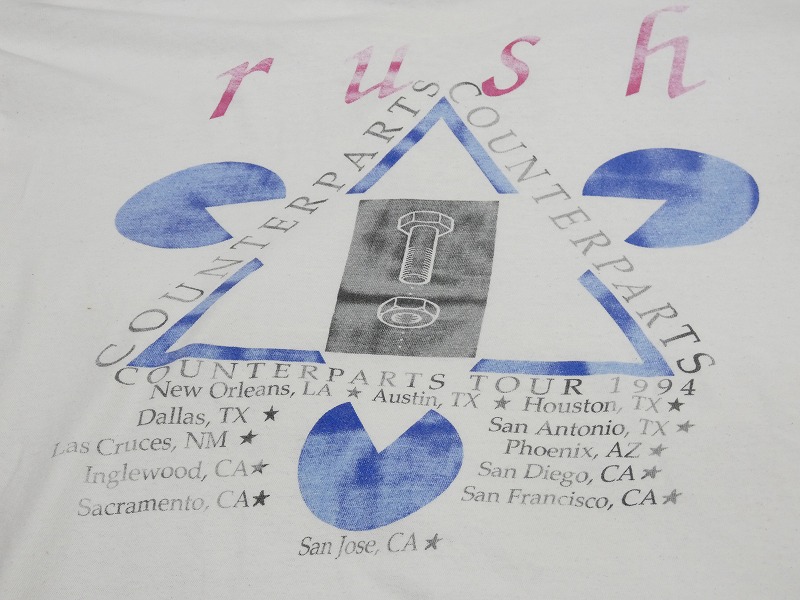 rush
COUNTERPARTS
COUNTERPARTS
COUNTERPARTS TOUR 1994
New Orleans, LA ★ Austin, TX ★ Houston, TX ★
Dallas, TX ★ San Antonio, TX ★
Las Cruces, NM ★ Phoenix, AZ ★
Inglewood, CA ★ San Diego, CA ★
Sacramento, CA ★ San Francisco, CA ★
San Jose, CA ★